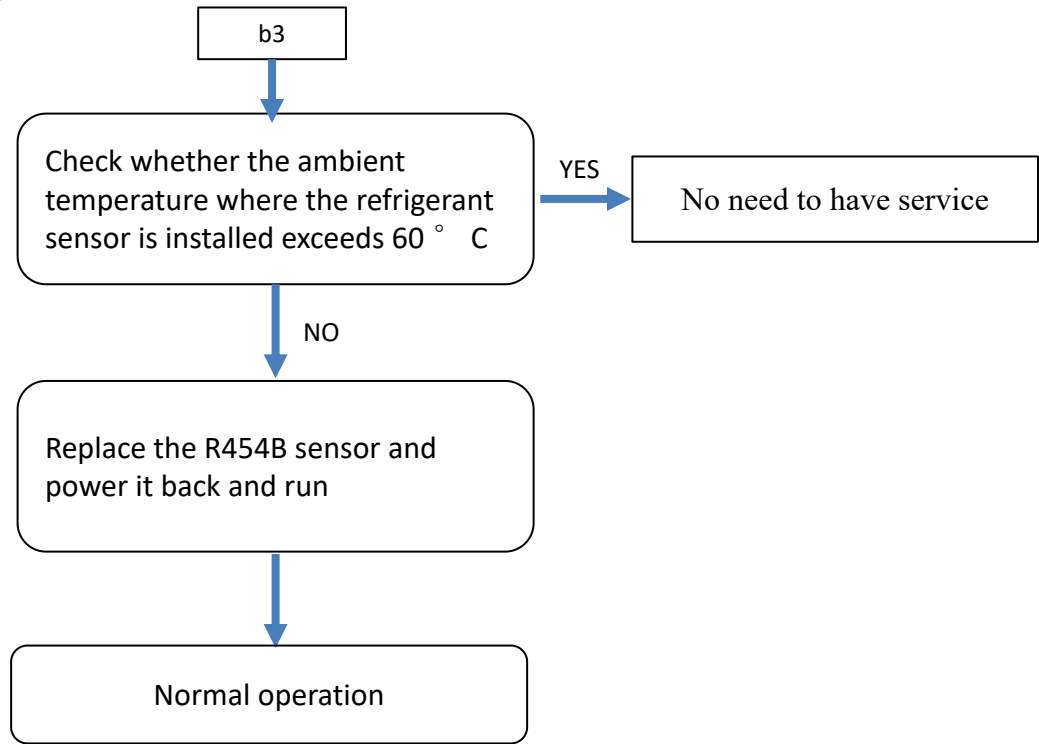 b3
Check whether the ambient
temperature where the refrigerant
sensor is installed exceeds 60 ° C
YES
No need to have service
NO
Replace the R454B sensor and
power it back and run
Normal operation